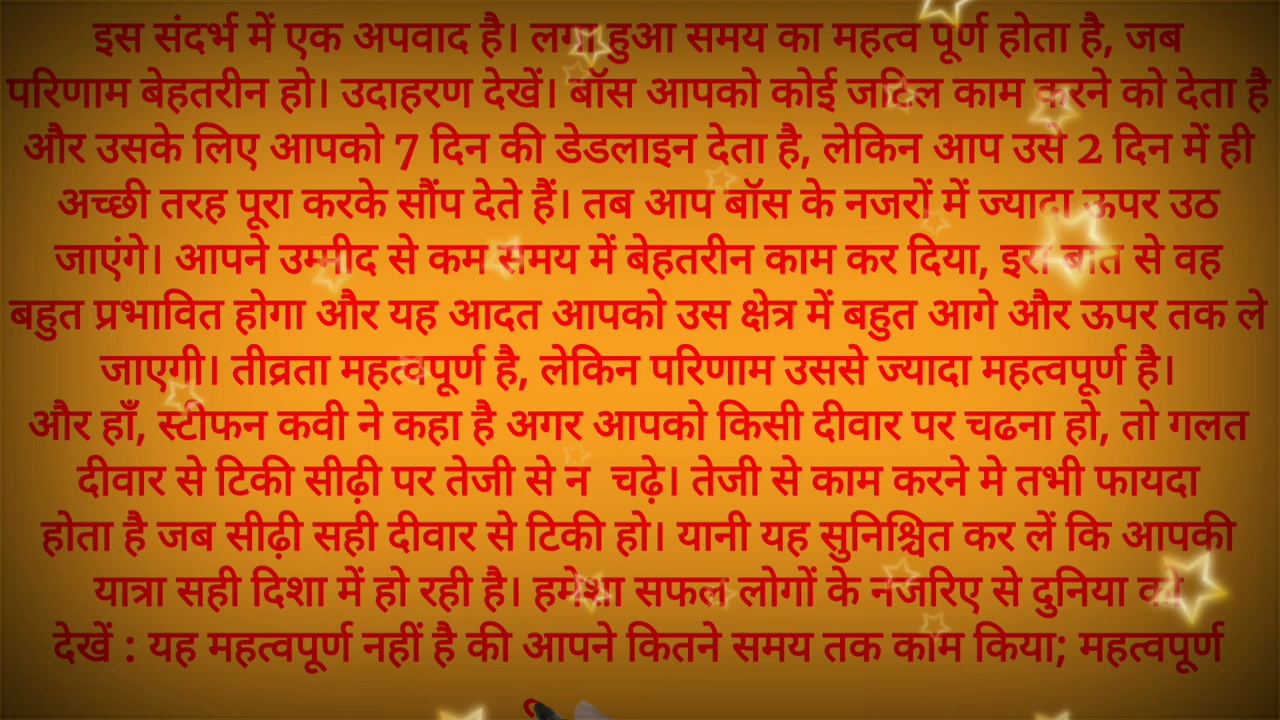 इस संदर्भ में एक अपवाद है। लगा हुआ समय का महत्व पूर्ण होता है, जब
परिणाम बेहतरीन हो। उदाहरण देखें। बॉस आपको कोई जटिल काम करने को देता है
और उसके लिए आपको 7 दिन की डेडलाइन देता है, लेकिन आप उसे 2 दिन में ही
अच्छी तरह पूरा करके सौंप देते हैं। तब आप बॉस के नजरों में ज्यादा ऊपर उठ
जाएंगे। आपने उम्मीद से कम समय में बेहतरीन काम कर दिया, इस बात से वह
बहुत प्रभावित होगा और यह आदत आपको उस क्षेत्र में बहुत आगे और ऊपर तक ले
जाएगी। तीव्रता महत्वपूर्ण है, लेकिन परिणाम उससे ज्यादा महत्वपूर्ण है।
और हाँ, स्टीफन कवी ने कहा है अगर आपको किसी दीवार पर चढना हो, तो गलत
दीवार से टिकी सीढ़ी पर तेजी से न  चढ़े। तेजी से काम करने मे तभी फायदा
होता है जब सीढ़ी सही दीवार से टिकी हो। यानी यह सुनिश्चित कर लें कि आपकी
यात्रा सही दिशा में हो रही है। हमेशा सफल लोगों के नजरिए से दुनिया को
देखें : यह महत्वपूर्ण नहीं है की आपने कितने समय तक काम किया; महत्वपूर्ण